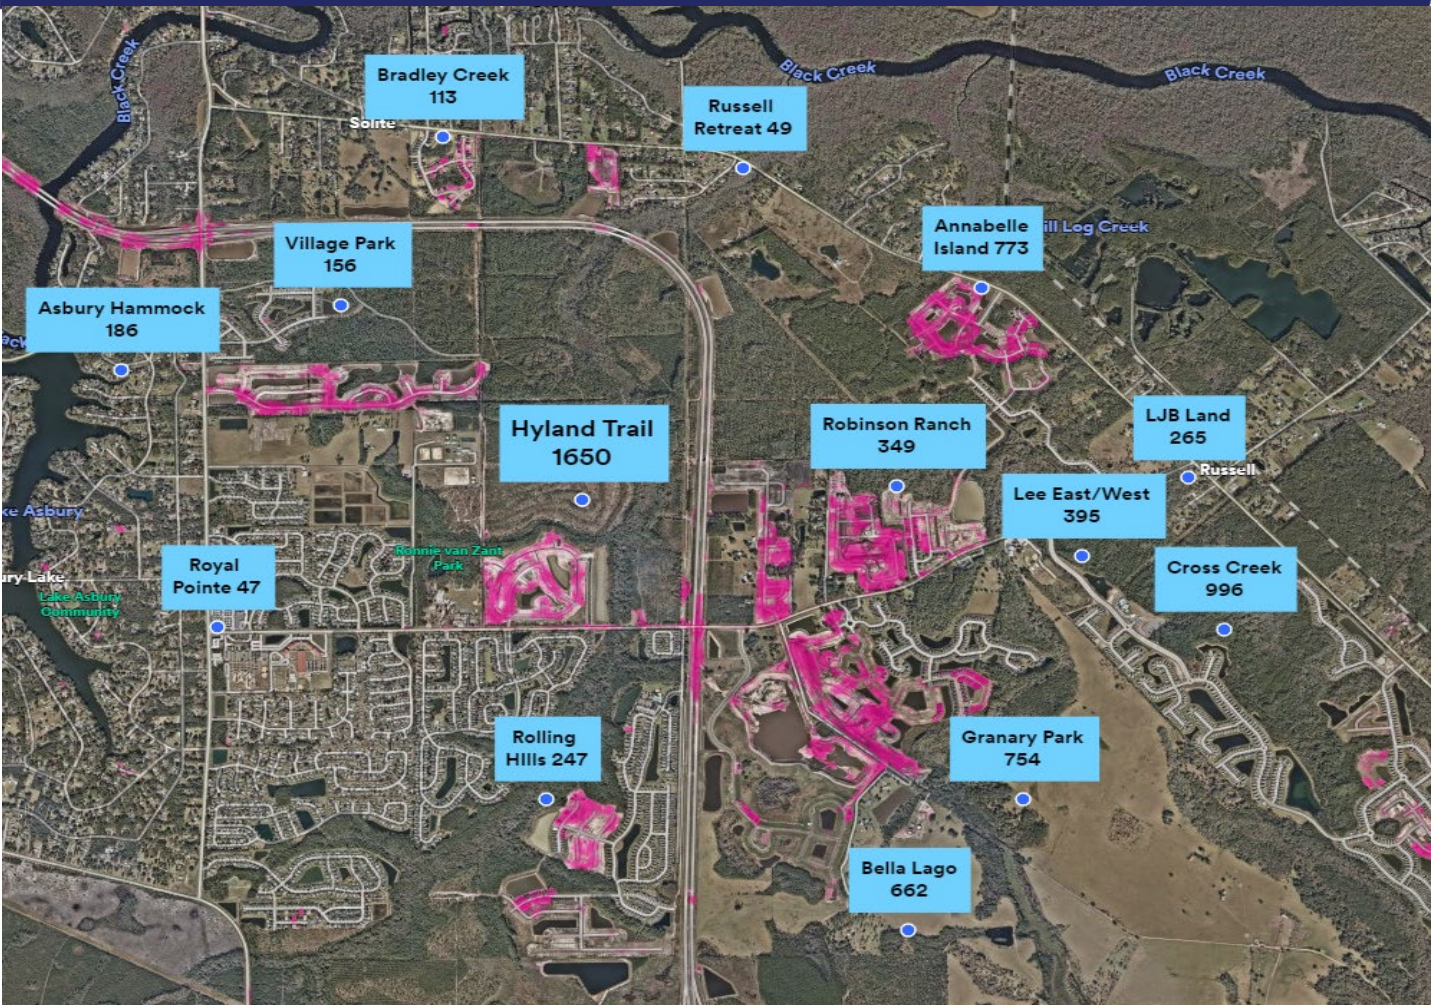 Black Creek
Bradley Creek
113
Solite
Black Creek
Black Creek
Russell
Retreat 49
Village Park
156
Annabelle
Island 773
ill Log Creek
Asbury Hammock
186
ack
Hyland Trail
1650
Robinson Ranch
349
LJB Land
265
Russell
Lee East/West
395
ke Asbury
Ronnie van Zant
Park
Royal
Pointe 47
ury Lake
Lake Asbury
Community
Cross Creek
996
Rolling
HIlls 247
Granary Park
754
Bella Lago
662